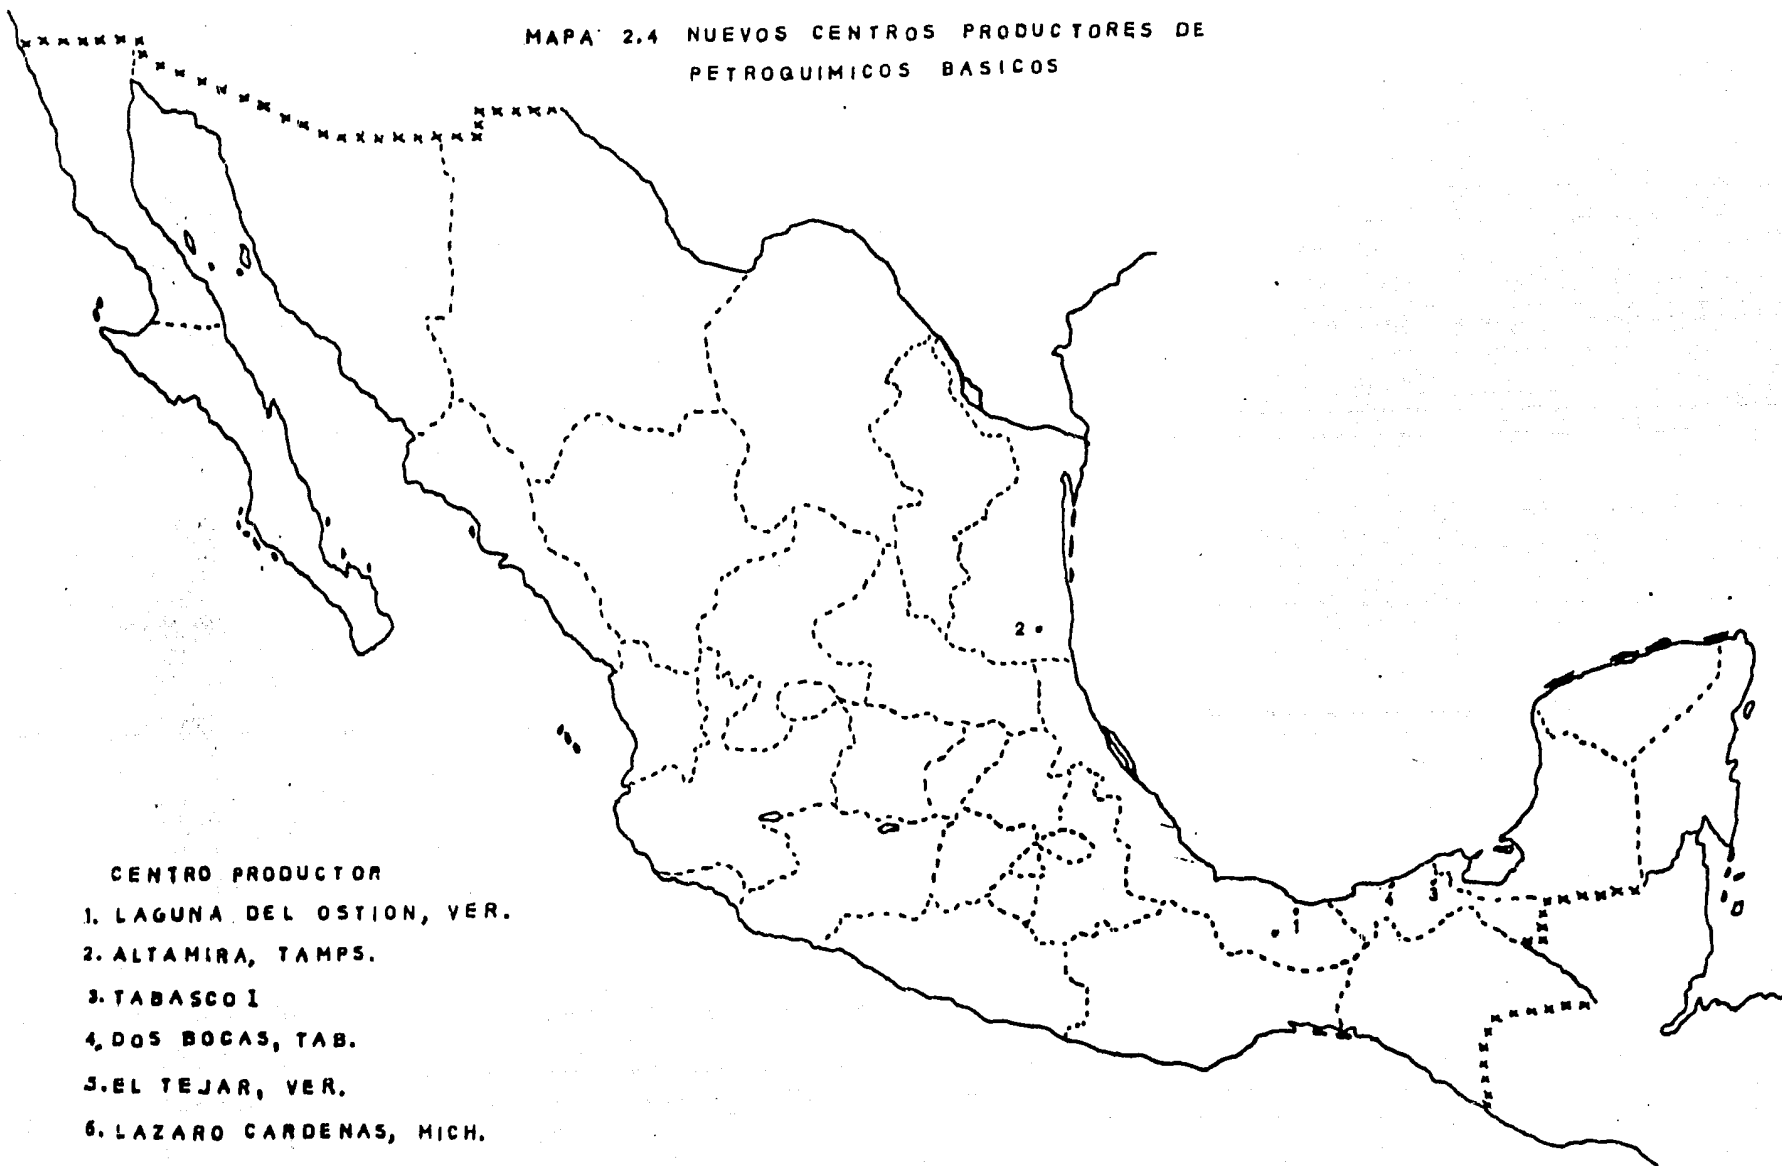 MAPA 2.4 NUEVOS CENTROS PRODUCTORES DE
PETROQUIMICOS BASICOS
2
4
3
1
CENTRO PRODUCTOR
1. LAGUNA DEL OSTION, VER.
2. ALTAMIRA, TAMPS.
3. TABASCO I
4. DOS BOCAS, TAB.
5. EL TEJAR, VER.
6. LAZARO CARDENAS, MICH.